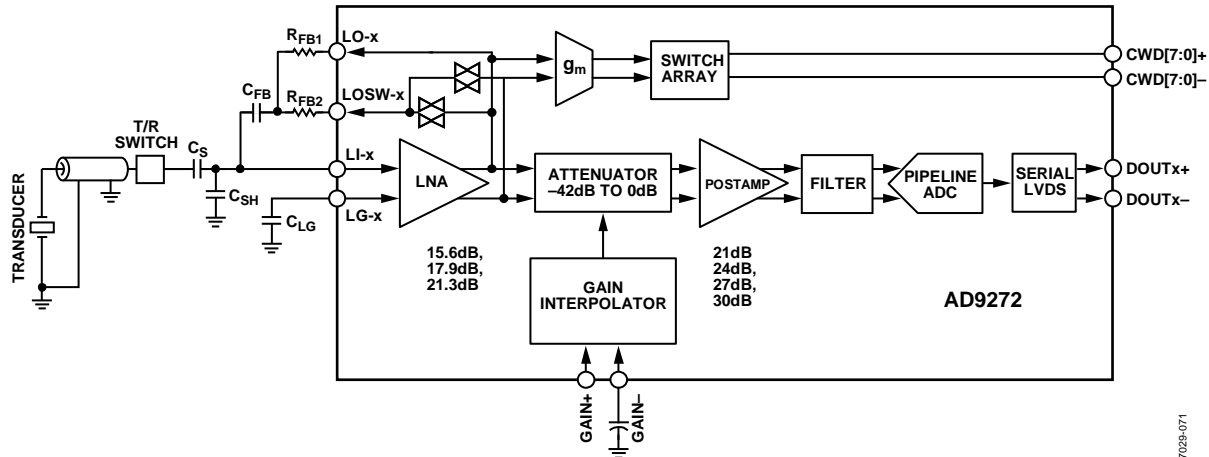 RFB1
LO-x
CFB
RFB2
LOSW-x
T/R
SWITCH
CS
LI-x
CSH
LG-x
CLG
TRANSDUCER
gm
SWITCH
ARRAY
CWD[7:0]+
CWD[7:0]–
LNA
ATTENUATOR
–42dB TO 0dB
POSTAMP
FILTER
PIPELINE
ADC
SERIAL
LVDS
DOUTx+
DOUTx–
15.6dB,
17.9dB,
21.3dB
GAIN
INTERPOLATOR
21dB
24dB,
27dB,
30dB
AD9272
GAIN+
GAIN–
7029-071